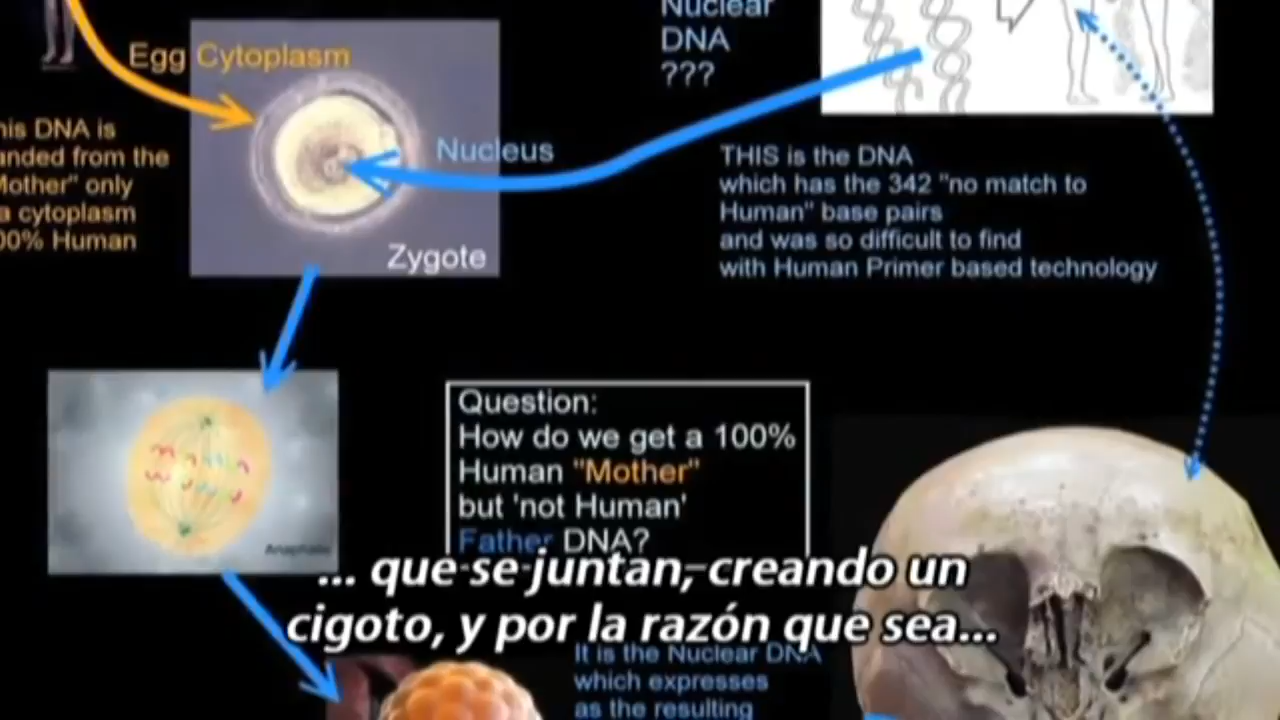 Nuclear
DNA
???
Egg Cytoplasm
his DNA is
anded from the
Mother" only
a cytoplasm
00% Human
Nucleus
Zygote
THIS is the DNA
which has the 342 "no match to
Human" base pairs
and was so difficult to find
with Human Primer based technology
Anaphase
Question:
How do we get a 100%
Human "Mother"
but 'not Human'
Father DNA?
... que se juntan, creando un
cigoto, y por la razón que sea...
It is the Nuclear DNA
which expresses
as the resulting